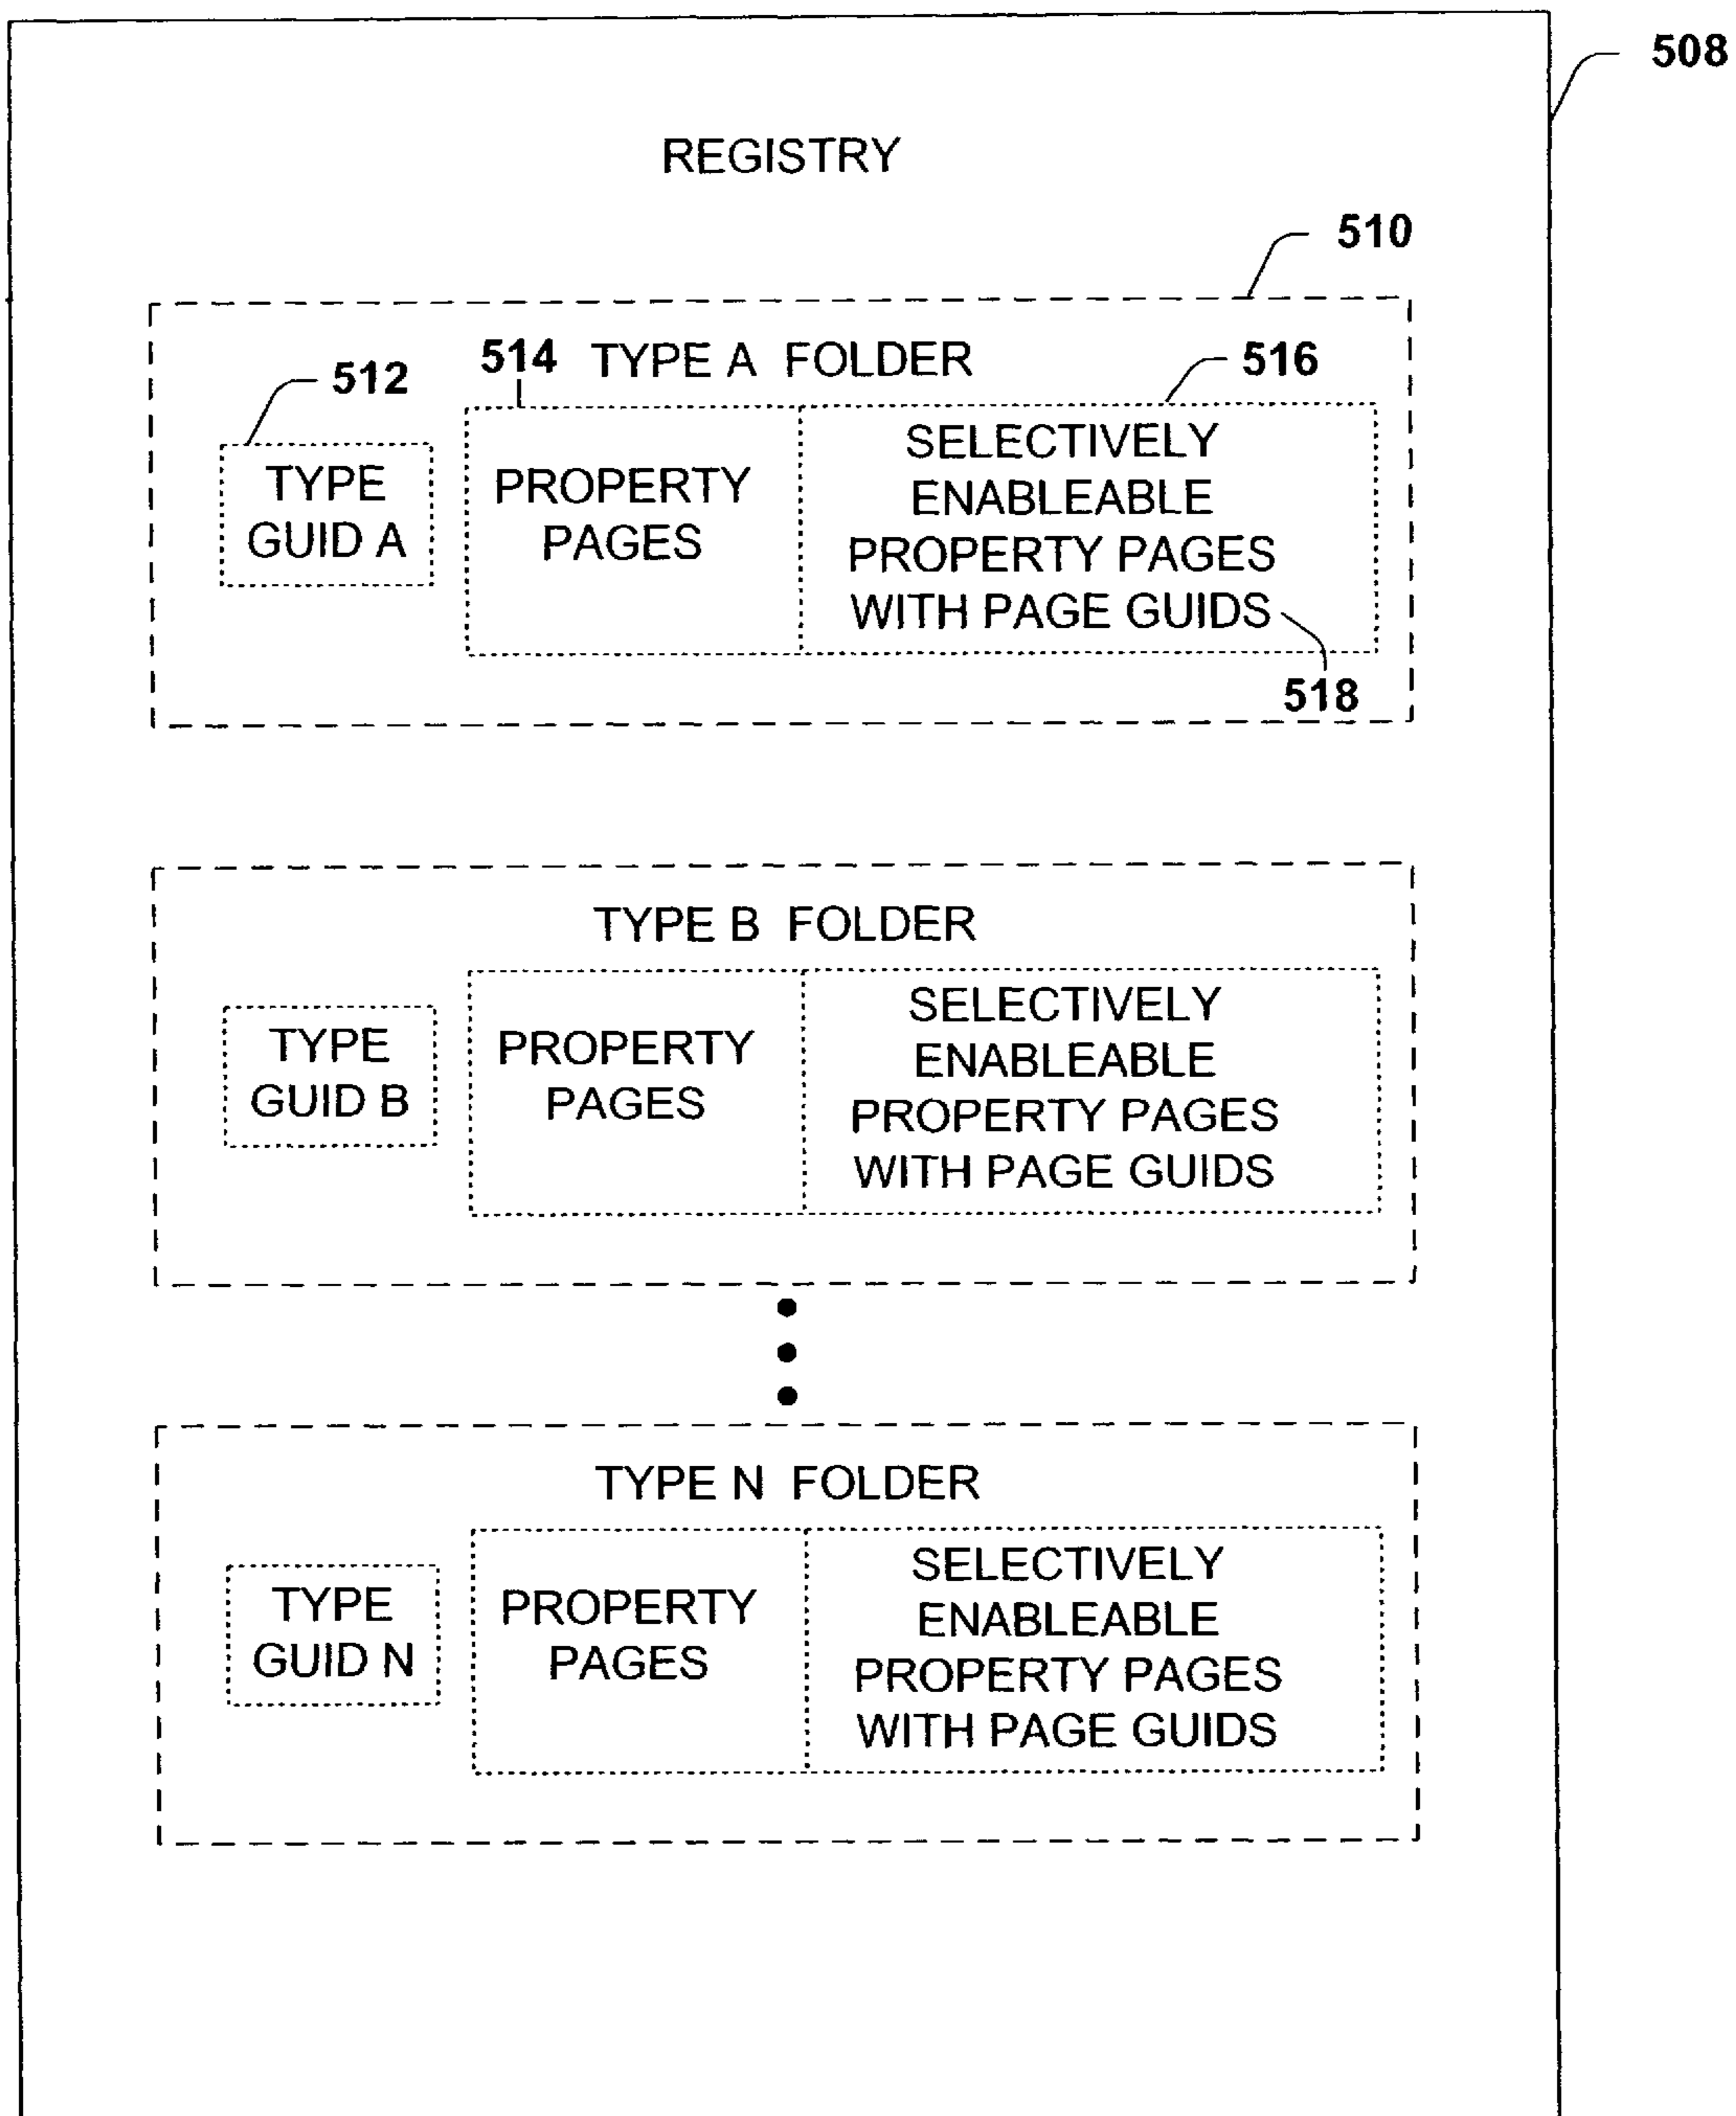 508
REGISTRY
510
514 TYPE A FOLDER 516
512
TYPE
GUID A
PROPERTY
PAGES
SELECTIVELY
ENABLEABLE
PROPERTY PAGES
WITH PAGE GUIDS
518
TYPE B FOLDER
TYPE
GUID B
PROPERTY
PAGES
SELECTIVELY
ENABLEABLE
PROPERTY PAGES
WITH PAGE GUIDS
TYPE N FOLDER
TYPE
GUID N
PROPERTY
PAGES
SELECTIVELY
ENABLEABLE
PROPERTY PAGES
WITH PAGE GUIDS